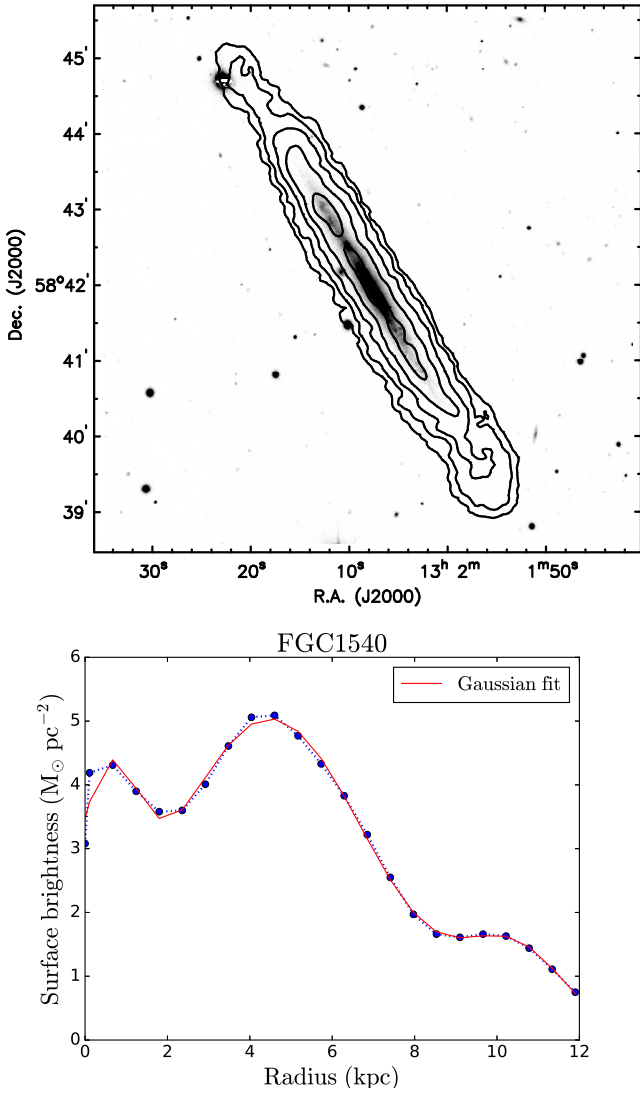 45'
44'
43'
58°42'
41'
40'
39'
Dec. (J2000)
30s 20s 10s 13h 2m 1m50s
R.A. (J2000)
FGC1540
Gaussian fit
6
5
4
3
2
1
0
Surface brightness (M⊙ pc−2)
0 2 4 6 8 10 12
Radius (kpc)